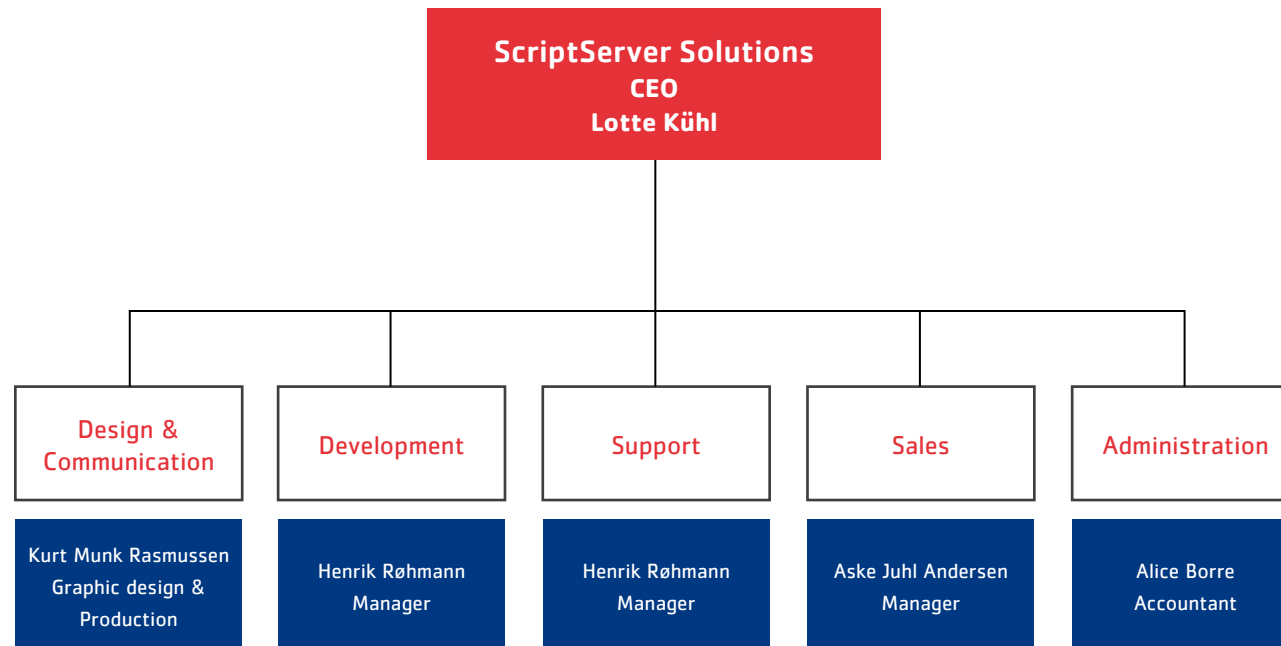 ScriptServer Solutions
CEO
Lotte Kühl
Design &
Communication
Development
Support
Sales
Administration
Kurt Munk Rasmussen
Graphic design &
Production
Henrik Røhmann
Manager
Henrik Røhmann
Manager
Aske Juhl Andersen
Manager
Alice Borre
Accountant